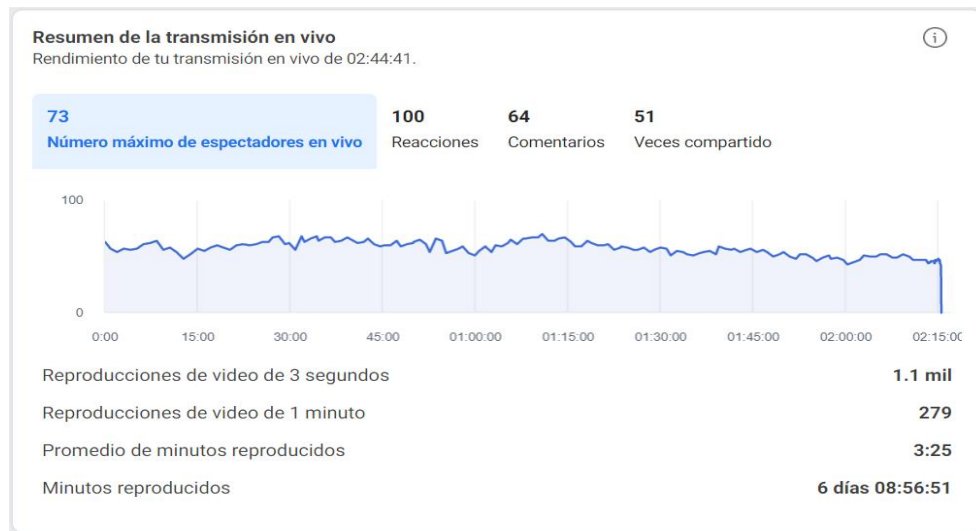 Resumen de la transmisión en vivo
Rendimiento de tu transmisión en vivo de 02:44:41.
73 100 64 51
Número máximo de espectadores en vivo Reacciones Comentarios Veces compartido
100
0
0:00 15:00 30:00 45:00 01:00:00 01:15:00 01:30:00 01:45:00 02:00:00 02:15:00
Reproducciones de video de 3 segundos 1.1 mil
Reproducciones de video de 1 minuto 279
Promedio de minutos reproducidos 3:25
Minutos reproducidos 6 días 08:56:51